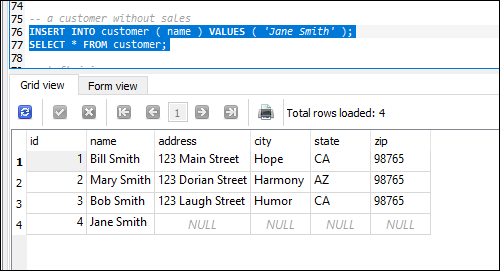 74
75 -- a customer without sales
76 INSERT INTO customer ( name ) VALUES ( 'Jane Smith' );
77 SELECT * FROM customer;
Grid view Form view
1 Total rows loaded: 4
id name address city state zip
1 1 Bill Smith 123 Main Street Hope CA 98765
2 2 Mary Smith 123 Dorian Street Harmony AZ 98765
3 3 Bob Smith 123 Laugh Street Humor CA 98765
4 4 Jane Smith NULL NULL NULL NULL